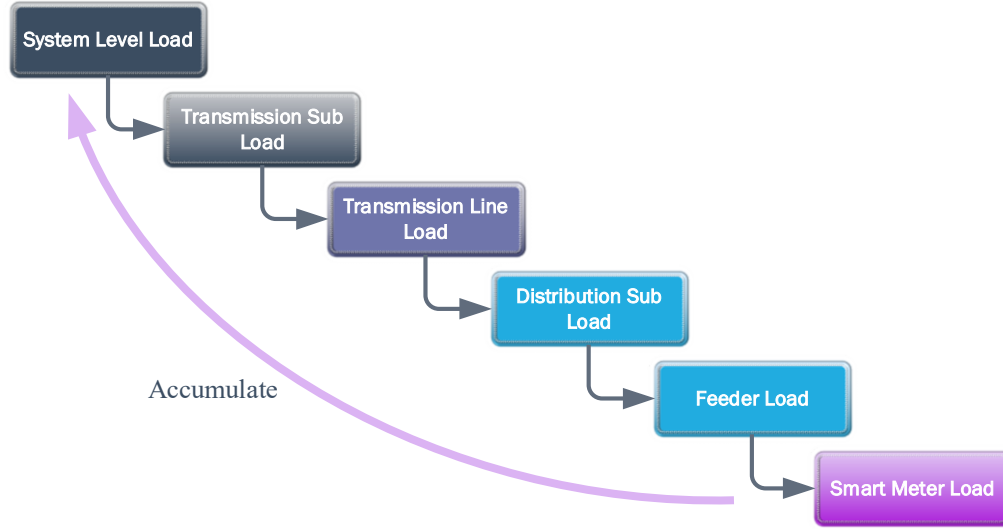 System Level Load
Transmission Sub
Load
Transmission Line
Load
Distribution Sub
Load
Accumulate
Feeder Load
Smart Meter Load